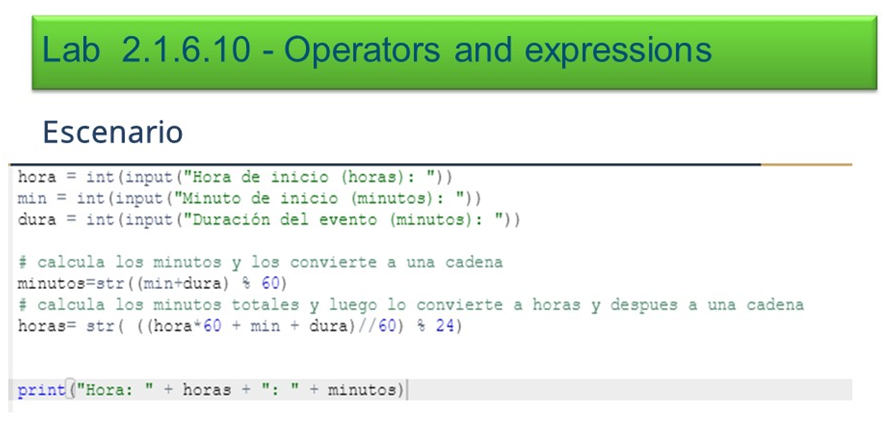 Lab  2.1.6.10 - Operators and expressions
Escenario
hora = int(input("Hora de inicio (horas): "))
min = int(input("Minuto de inicio (minutos): "))
dura = int(input("Duración del evento (minutos): "))
# calcula los minutos y los convierte a una cadena
minutos=str((min+dura) % 60)
# calcula los minutos totales y luego lo convierte a horas y despues a una cadena
horas= str( ((hora*60 + min + dura)//60) % 24)
print("Hora: " + horas + ": " + minutos)